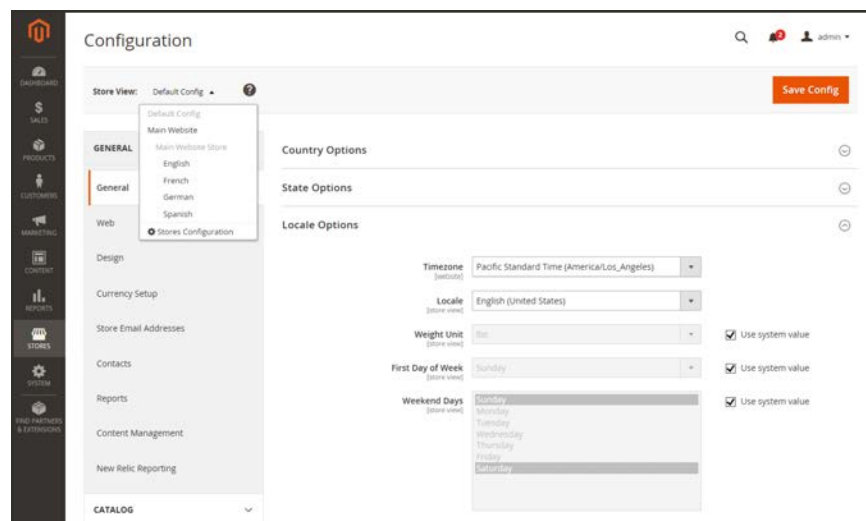 Configuration
2
admin
DASHBOARD
SALES
PRODUCTS
CUSTOMERS
MARKETING
CONTENT
REPORTS
STORES
SYSTEM
FIND PARTNERS
& EXTENSIONS
Store View: Default Config ?
Save Config
Default Config
Main Website
Main Website Store
English
French
German
Spanish
Stores Configuration
GENERAL
General
Web
Design
Currency Setup
Store Email Addresses
Contacts
Reports
Content Management
New Relic Reporting
CATALOG
Country Options
State Options
Locale Options
Timezone Pacific Standard Time (America/Los_Angeles)
[website]
Locale English (United States)
[store view]
Weight Unit lbs Use system value
[store view]
First Day of Week Sunday Use system value
[store view]
Weekend Days Sunday Use system value
[store view]
Monday
Tuesday
Wednesday
Thursday
Friday
Saturday